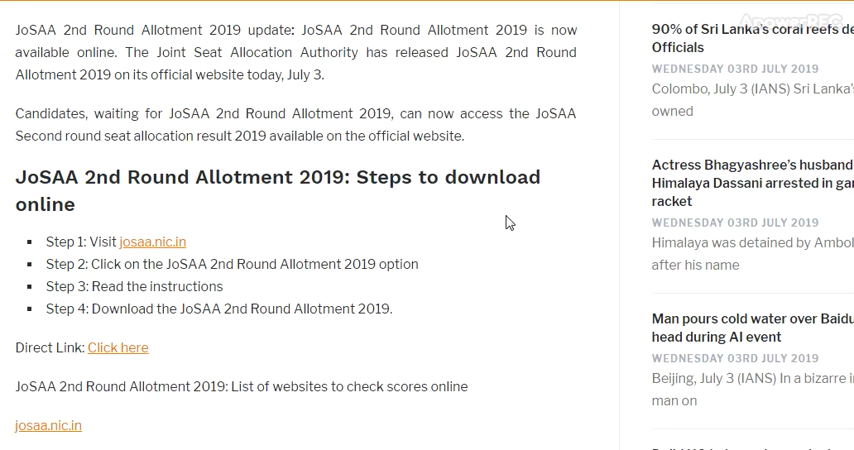 JoSAA 2nd Round Allotment 2019 update: JoSAA 2nd Round Allotment 2019 is now
available online. The Joint Seat Allocation Authority has released JoSAA 2nd Round
Allotment 2019 on its official website today, July 3.
Candidates, waiting for JoSAA 2nd Round Allotment 2019, can now access the JoSAA
Second round seat allocation result 2019 available on the official website.
JoSAA 2nd Round Allotment 2019: Steps to download
online
▪ Step 1: Visit josaa.nic.in
▪ Step 2: Click on the JoSAA 2nd Round Allotment 2019 option
▪ Step 3: Read the instructions
▪ Step 4: Download the JoSAA 2nd Round Allotment 2019.
Direct Link: Click here
JoSAA 2nd Round Allotment 2019: List of websites to check scores online
josaa.nic.in
ApowerREC
90% of Sri Lanka's coral reefs de
Officials
WEDNESDAY 03RD JULY 2019
Colombo, July 3 (IANS) Sri Lanka's
owned
Actress Bhagyashree's husband
Himalaya Dassani arrested in gam
racket
WEDNESDAY 03RD JULY 2019
Himalaya was detained by Ambol
after his name
Man pours cold water over Baidu
head during AI event
WEDNESDAY 03RD JULY 2019
Beijing, July 3 (IANS) In a bizarre in
man on